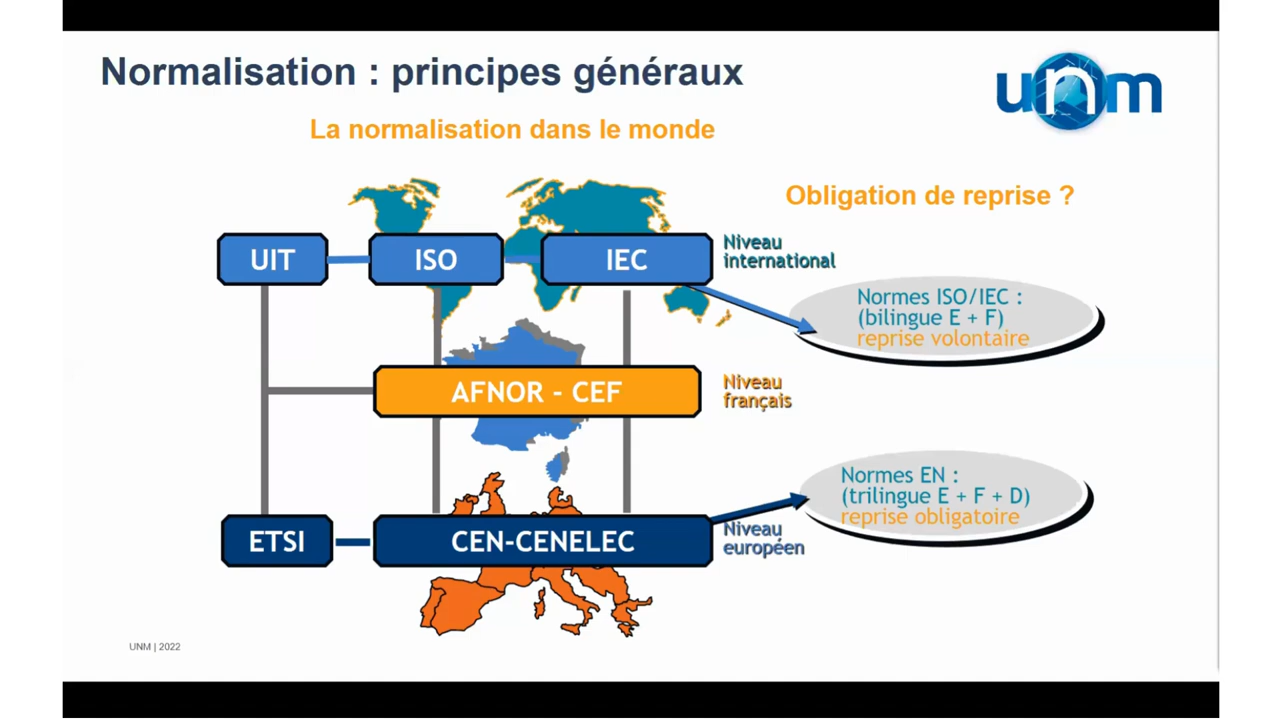 Normalisation : principes généraux
unm
La normalisation dans le monde
Obligation de reprise ?
UIT
ISO
IEC
Niveau
international
Normes ISO/IEC :
(bilingue E + F)
reprise volontaire
AFNOR - CEF
Niveau
français
Normes EN :
(trilingue E + F + D)
reprise obligatoire
ETSI
CEN-CENELEC
Niveau
européen
UNM | 2022